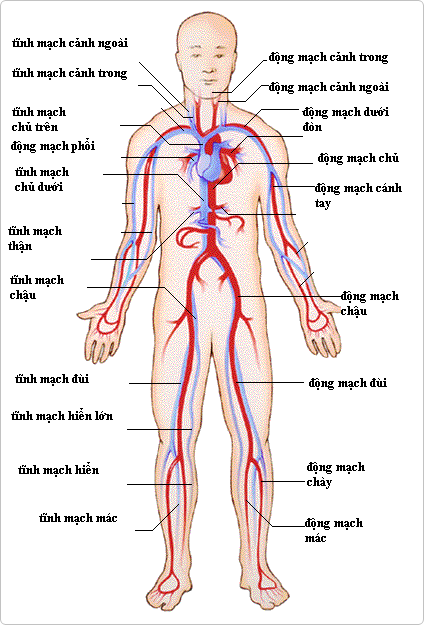 tĩnh mạch cảnh ngoài
tĩnh mạch cảnh trong
tĩnh mạch
chủ trên
động mạch phổi
tĩnh mạch
chủ dưới
tĩnh mạch
thận
tĩnh mạch
chậu
tĩnh mạch đùi
tĩnh mạch hiển lớn
tĩnh mạch hiển
tĩnh mạch mác
động mạch cảnh trong
động mạch cảnh ngoài
động mạch dưới
đòn
động mạch chủ
động mạch cánh
tay
động mạch
chậu
động mạch đùi
động mạch
chày
động mạch
mác